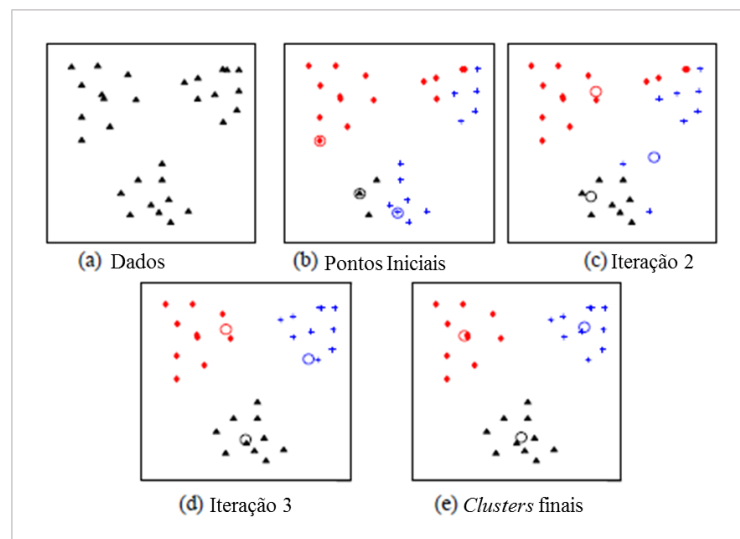 (a) Dados
(b) Pontos Iniciais
(c) Iteração 2
(d) Iteração 3
(e) Clusters finais